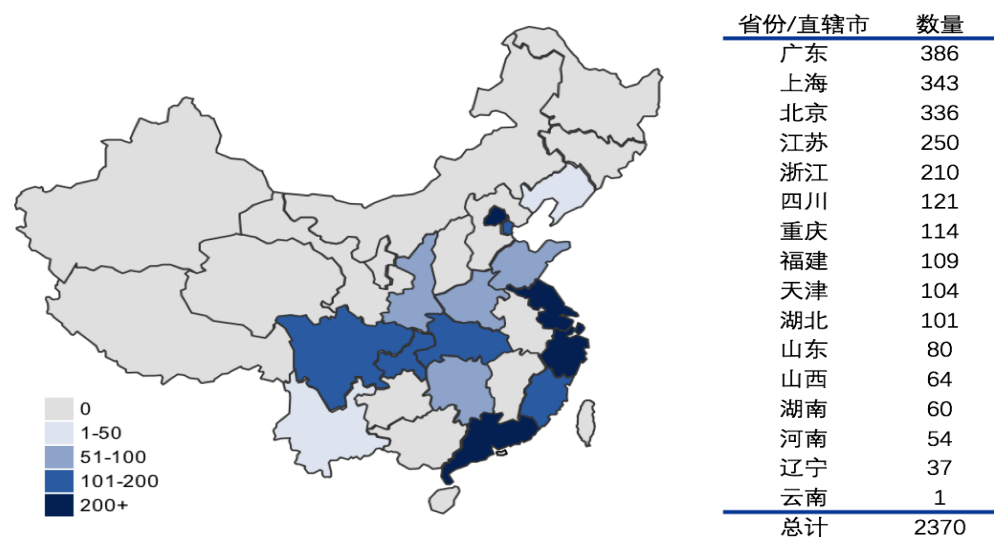 省份/直辖市 数量
广东 386
上海 343
北京 336
江苏 250
浙江 210
四川 121
重庆 114
福建 109
天津 104
湖北 101
山东 80
山西 64
湖南 60
河南 54
辽宁 37
云南 1
总计 2370
0
1-50
51-100
101-200
200+